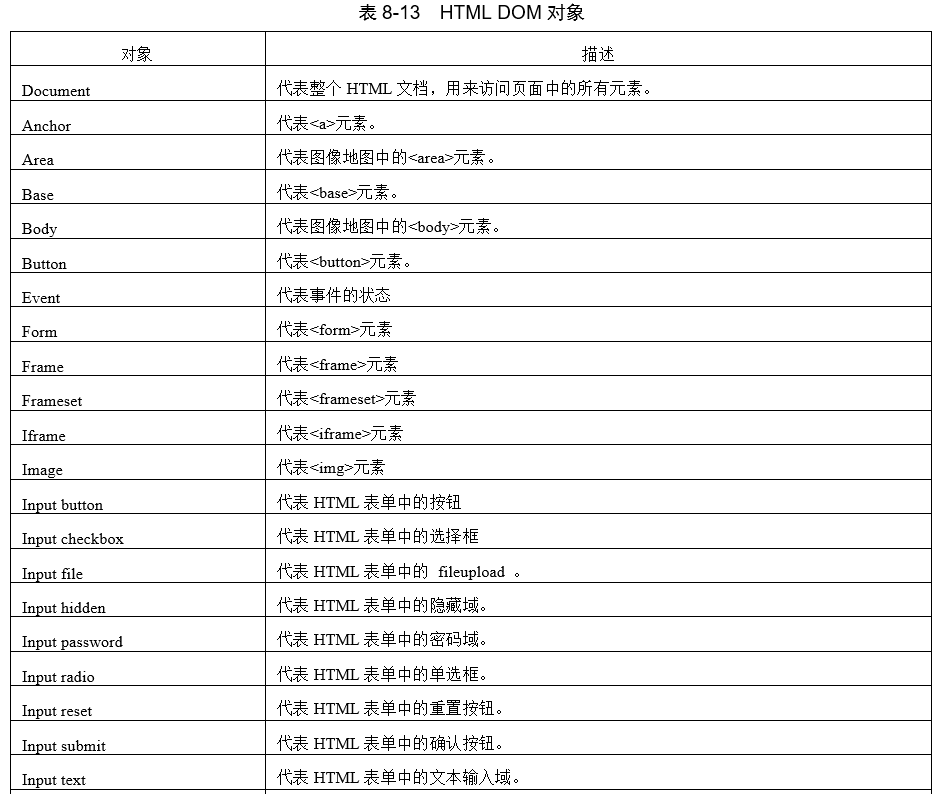 表 8-13 HTML DOM 对象
对象 描述
Document 代表整个 HTML 文档，用来访问页面中的所有元素。
Anchor 代表<a>元素。
Area 代表图像地图中的<area>元素。
Base 代表<base>元素。
Body 代表图像地图中的<body>元素。
Button 代表<button>元素。
Event 代表事件的状态
Form 代表<form>元素
Frame 代表<frame>元素
Frameset 代表<frameset>元素
Iframe 代表<iframe>元素
Image 代表<img>元素
Input button 代表 HTML 表单中的按钮
Input checkbox 代表 HTML 表单中的选择框
Input file 代表 HTML 表单中的 fileupload 。
Input hidden 代表 HTML 表单中的隐藏域。
Input password 代表 HTML 表单中的密码域。
Input radio 代表 HTML 表单中的单选框。
Input reset 代表 HTML 表单中的重置按钮。
Input submit 代表 HTML 表单中的确认按钮。
Input text 代表 HTML 表单中的文本输入域。